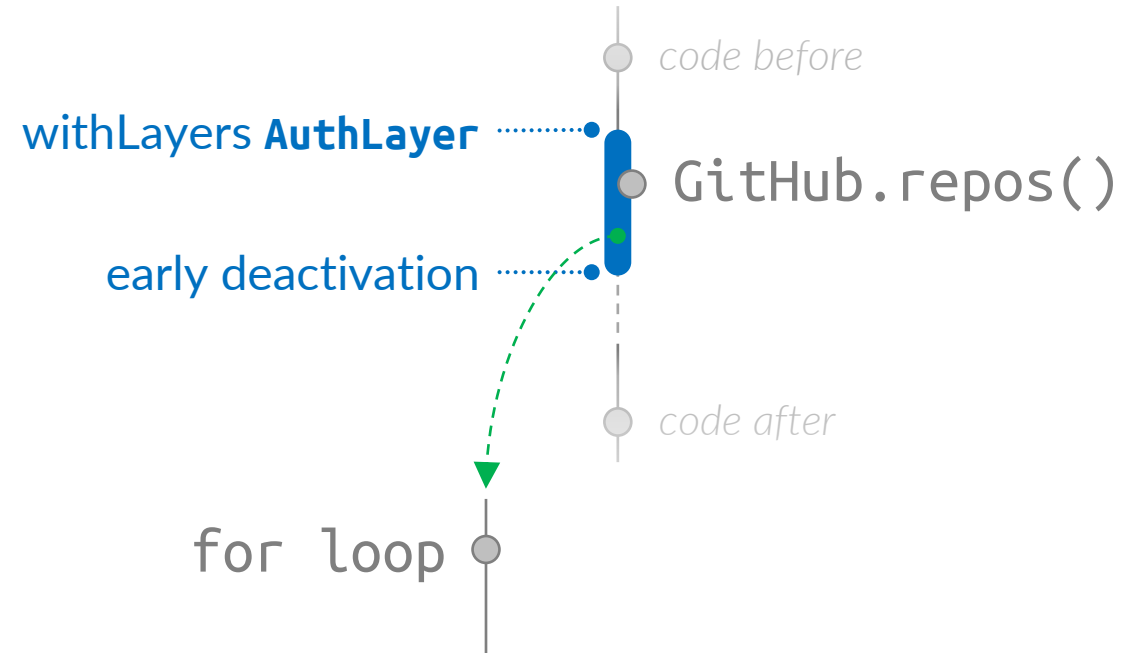 code before
withLayers AuthLayer
GitHub.repos()
early deactivation
code after
for loop